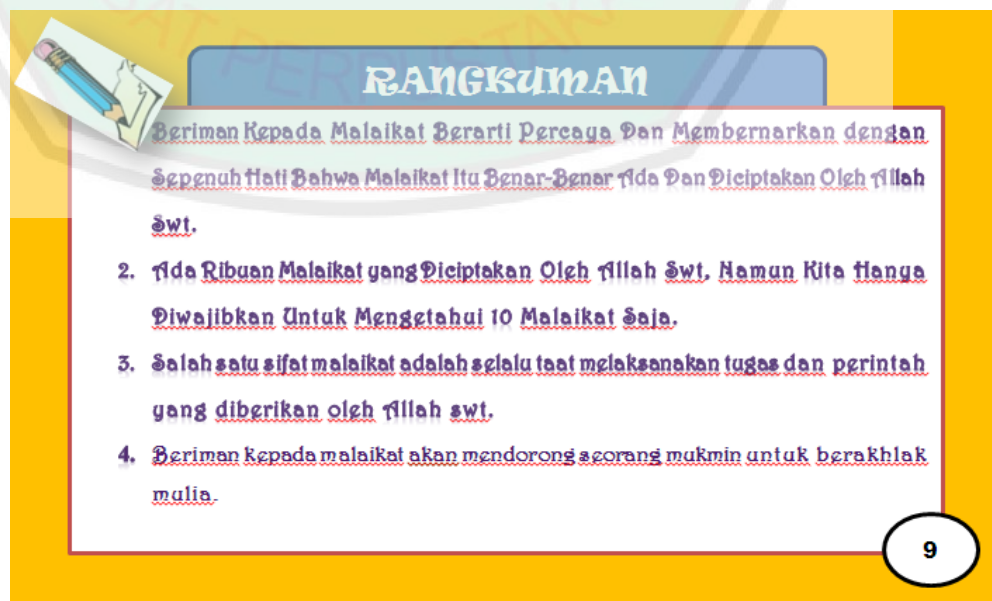 SAT PERPUSTAKA
RANGKUMAN
Beriman Kepada Malaikat Berarti Percaya Dan Membernarkan dengan
Sepenuh Hati Bahwa Malaikat Itu Benar-Benar Ada Dan Diciptakan Oleh Allah
Swt.
2. Ada Ribuan Malaikat yang Diciptakan Oleh Allah Swt, Namun Kita Hanya
Diwajibkan Untuk Mengetahui 10 Malaikat Saja.
3. Salah satu sifat malaikat adalah selalu taat melaksanakan tugas dan perintah
yang diberikan oleh Allah swt.
4. Beriman kepada malaikat akan mendorong seorang mukmin untuk berakhlak
mulia.
9